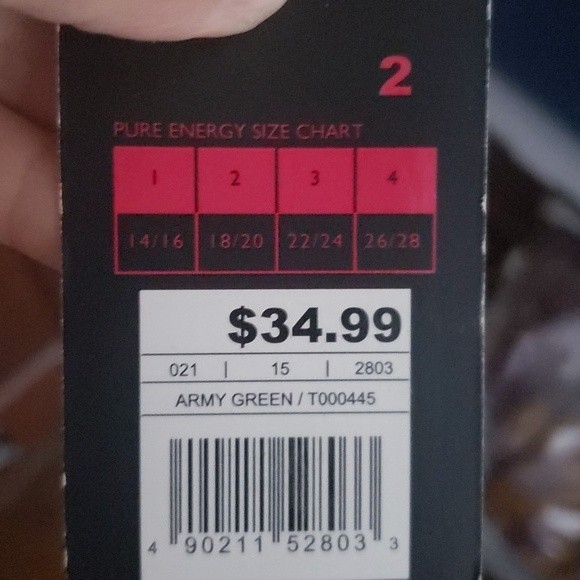 2
PURE ENERGY SIZE CHART
1 2 3 4
14/16 18/20 22/24 26/28
$34.99
021 | 15 | 2803
ARMY GREEN / T000445
4 90211 52803 3